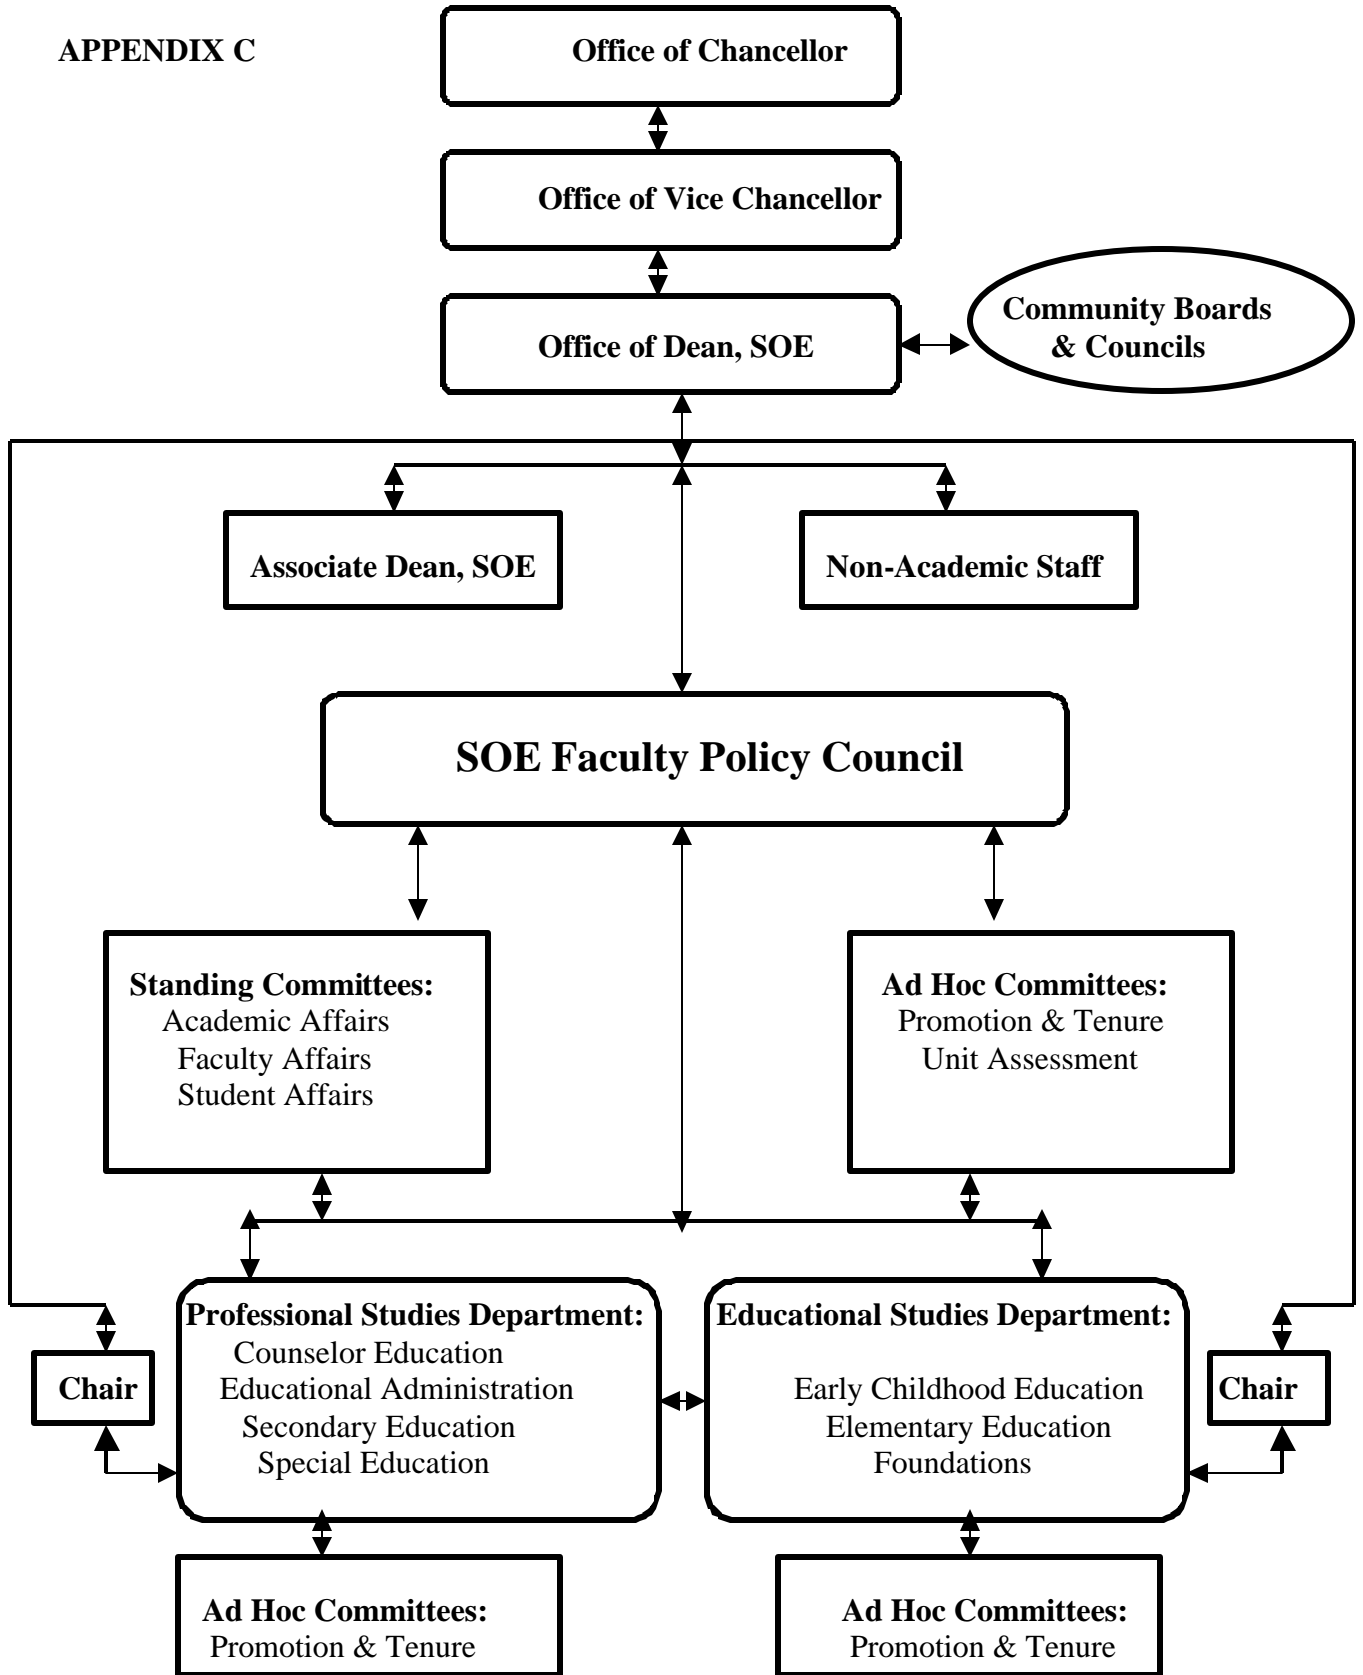 APPENDIX C
Office of Chancellor
Office of Vice Chancellor
Community Boards
& Councils
Office of Dean, SOE
Associate Dean, SOE
Non-Academic Staff
SOE Faculty Policy Council
Standing Committees:
Academic Affairs
Faculty Affairs
Student Affairs
Ad Hoc Committees:
Promotion & Tenure
Unit Assessment
Chair
Professional Studies Department:
Counselor Education
Educational Administration
Secondary Education
Special Education
Educational Studies Department:
Early Childhood Education
Elementary Education
Foundations
Chair
Ad Hoc Committees:
Promotion & Tenure
Ad Hoc Committees:
Promotion & Tenure